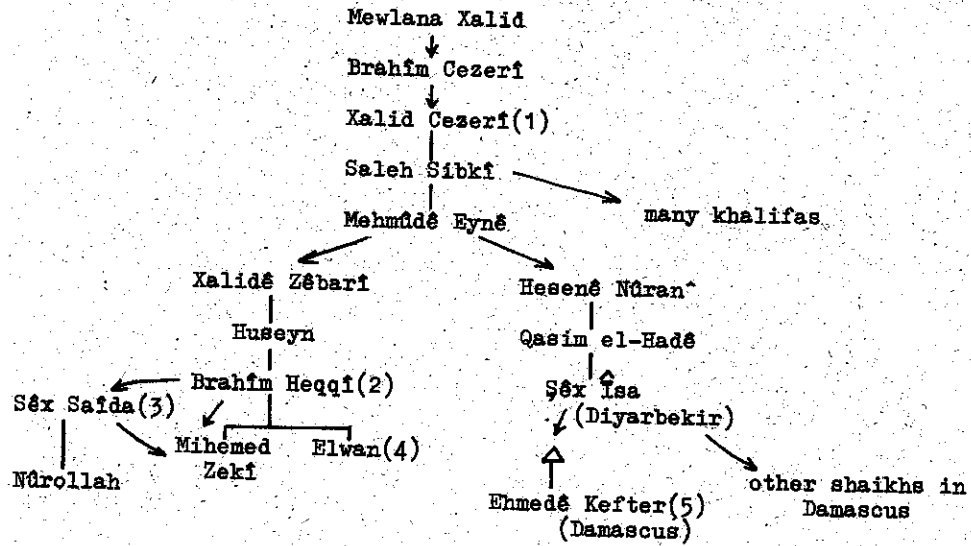 Mewlana Xalid
Brahîm Cezerî
Xalid Cezerî(1)
Saleh Sibkî
many khalifas
Mehmûdê Eynê
Xalidê Zêbarî
Hesenê Nûran^
Huseyn
Qasim el-Hadê
Brahîm Heqqî(2)
Şêx Îsa
(Diyarbekir)
Sêx Saîda(3)
Mihemed
Zekî
Elwan(4)
Nûrollah
other shaikhs in
Damascus
Ehmedê Kefter(5)
(Damascus)